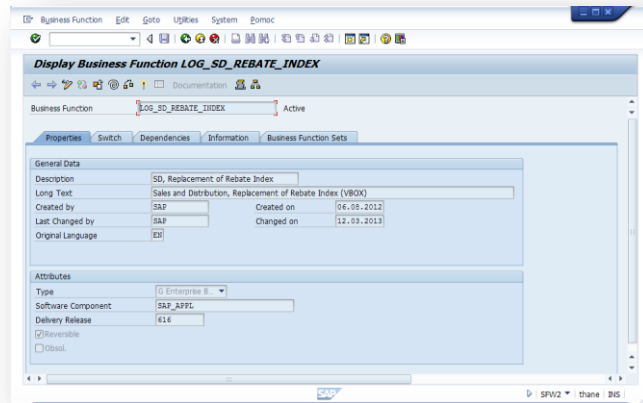 Business Function Edit Goto Utilities System Pomoc
Display Business Function LOG_SD_REBATE_INDEX
Documentation
Business Function LOG_SD_REBATE_INDEX Active
Properties Switch Dependencies Information Business Function Sets
General Data
Description SD, Replacement of Rebate Index
Long Text Sales and Distribution, Replacement of Rebate Index (VBOX)
Created by SAP Created on 06.08.2012
Last Changed by SAP Changed on 12.03.2013
Original Language EN
Attributes
Type G Enterprise B..
Software Component SAP_APPL
Delivery Release 616
Reversible
Obsol.
SAP SFW2 thane INS